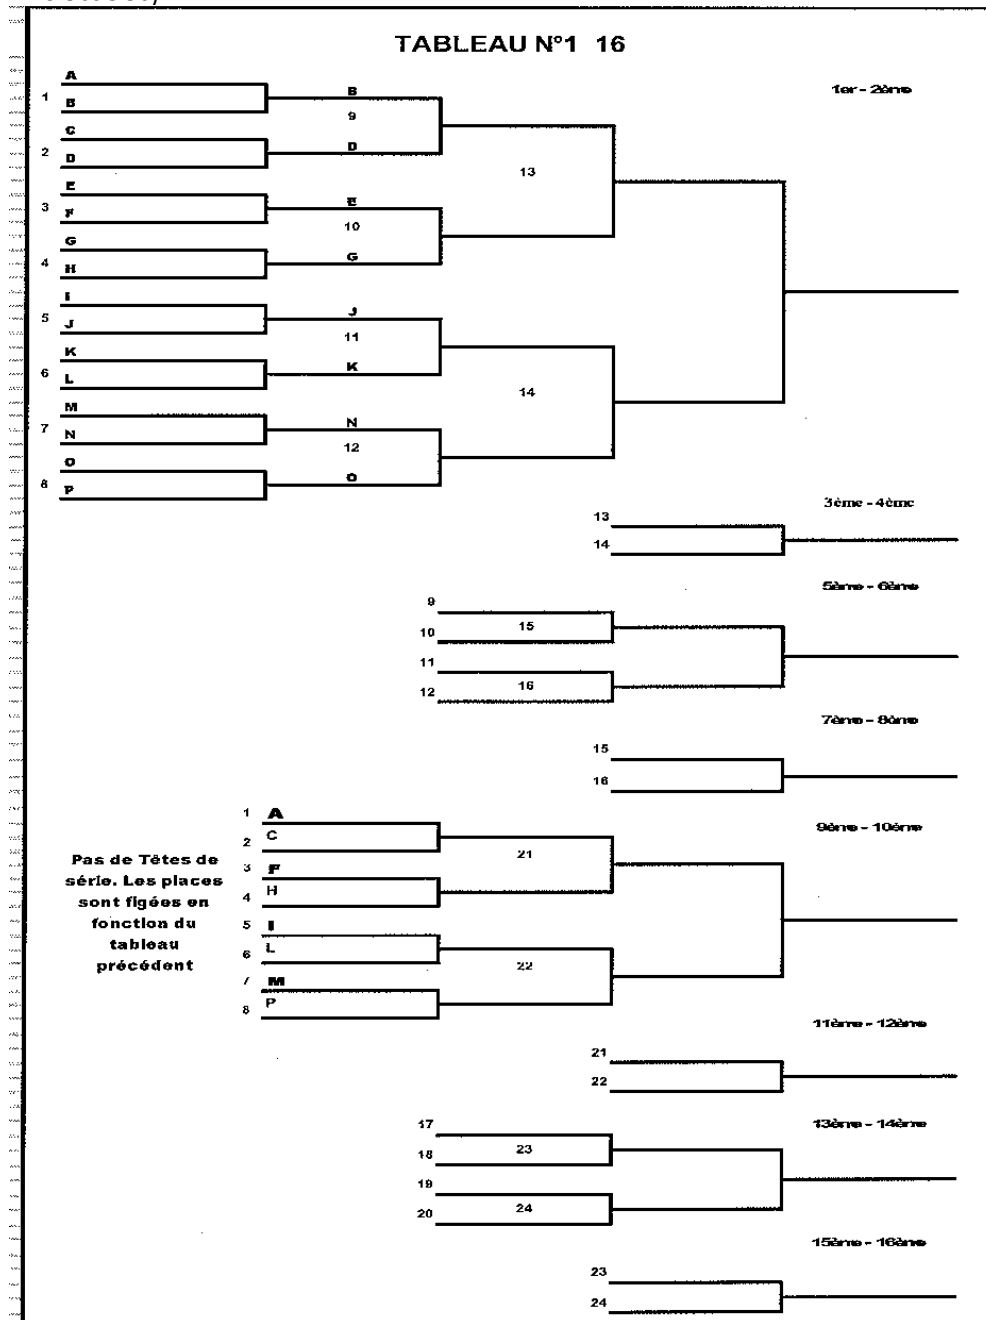 TABLEAU N°1 16
A
1er - 2ème
1
B
B
9
C
2
D
D
13
E
3
E
F
10
G
4
G
H
I
5
J
J
11
K
6
K
L
14
M
7
N
N
12
O
8
O
P
3ème - 4ème
13
14
5ème - 6ème
9
15
10
11
16
12
7ème - 8ème
15
16
1 A
9ème - 10ème
2 C
21
3 F
4 H
5 I
6 L
22
7 M
8 P
Pas de Têtes de
série. Les places
sont figées en
fonction du
tableau
précédent
11ème - 12ème
21
22
13ème - 14ème
17
23
18
19
24
20
15ème - 16ème
23
24